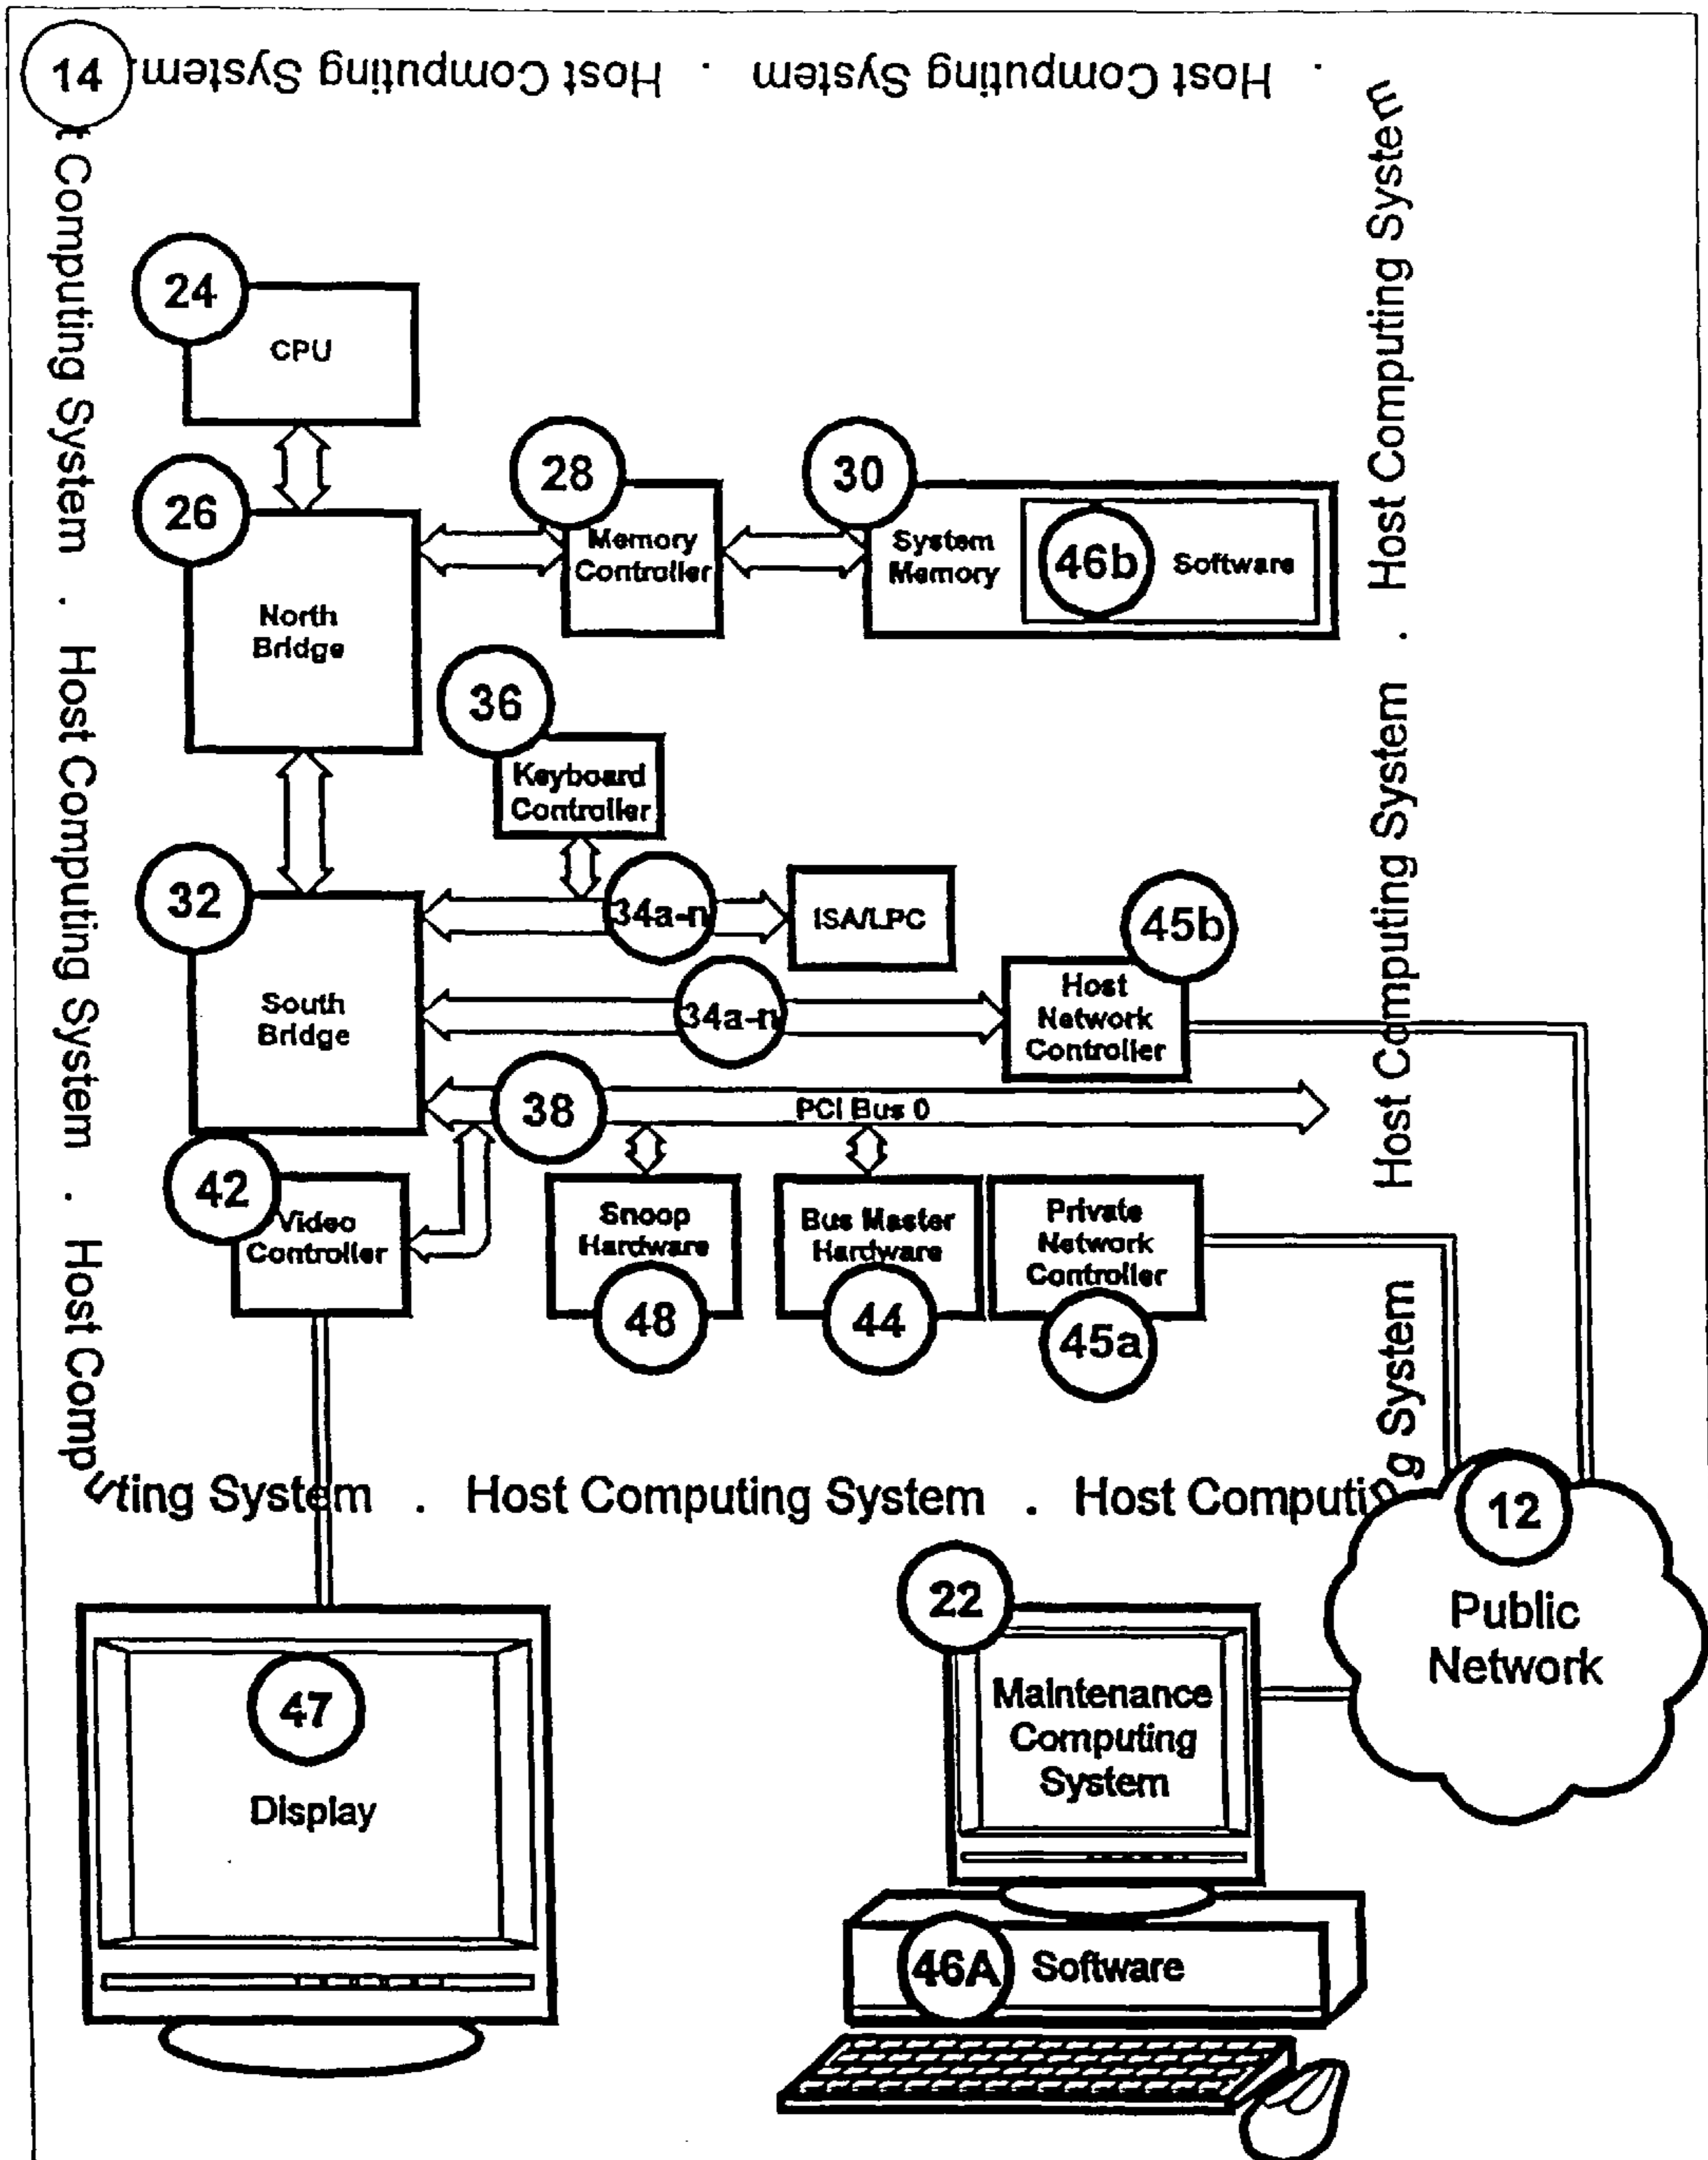 14
Host Computing System . Host Computing System .
t Computing System . Host Computing System . Host Computing System . Host Computing System . Host Computing System
Host Computing System . Host Computing System . Host Computing System
24
CPU
26
North
Bridge
28
Memory
Controller
30
System
Memory
46b
Software
36
Keyboard
Controller
32
South
Bridge
34a-n
ISA/LPC
34a-n
45b
Host
Network
Controller
38
PCI Bus 0
42
Video
Controller
Snoop
Hardware
48
Bus Master
Hardware
44
Private
Network
Controller
45a
12
Public
Network
47
Display
22
Maintenance
Computing
System
46A
Software